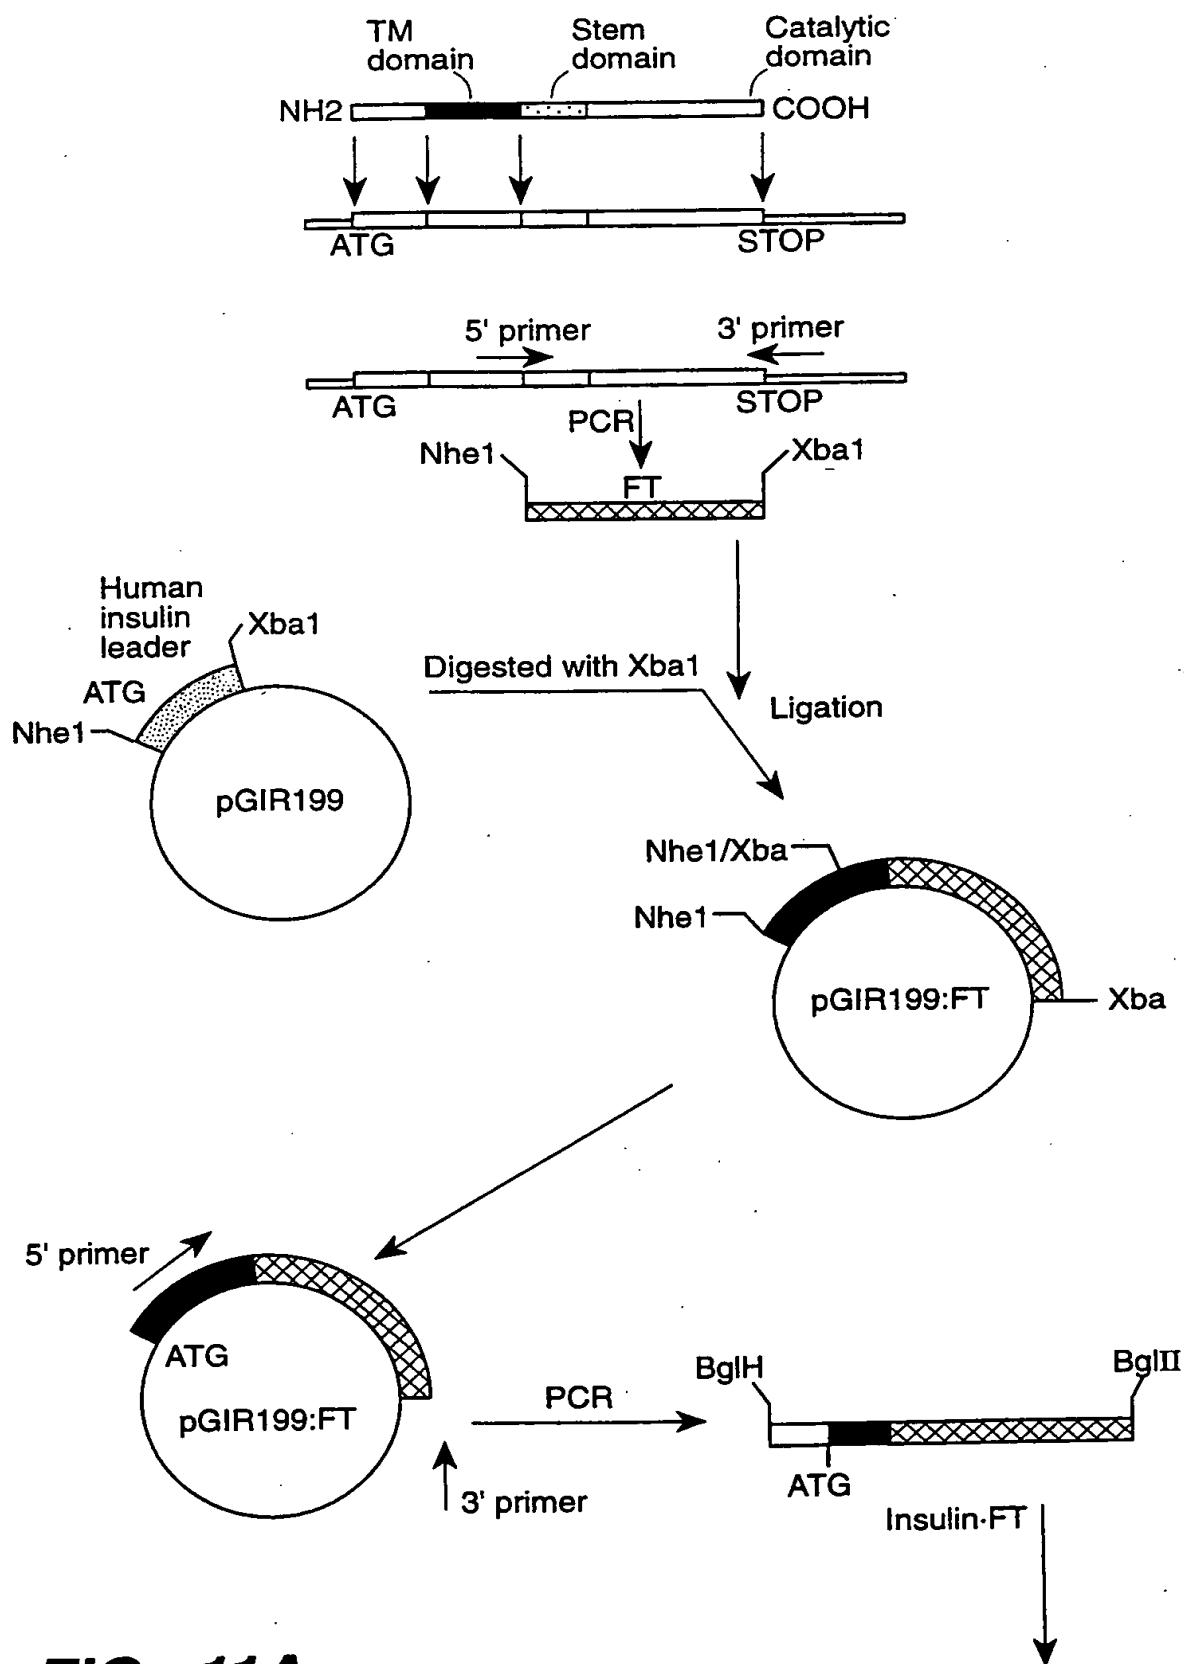 TM
domain
Stem
domain
Catalytic
domain
NH2
COOH
ATG
STOP
5' primer
3' primer
ATG
STOP
PCR
Nhe1
Xba1
FT
Human
insulin
leader
Xba1
ATG
Nhe1
Digested with Xba1
Ligation
pGIR199
Nhe1/Xba
Nhe1
pGIR199:FT
Xba
5' primer
ATG
pGIR199:FT
PCR
3' primer
BglH
BglII
ATG
Insulin·FT
FIG. 11A